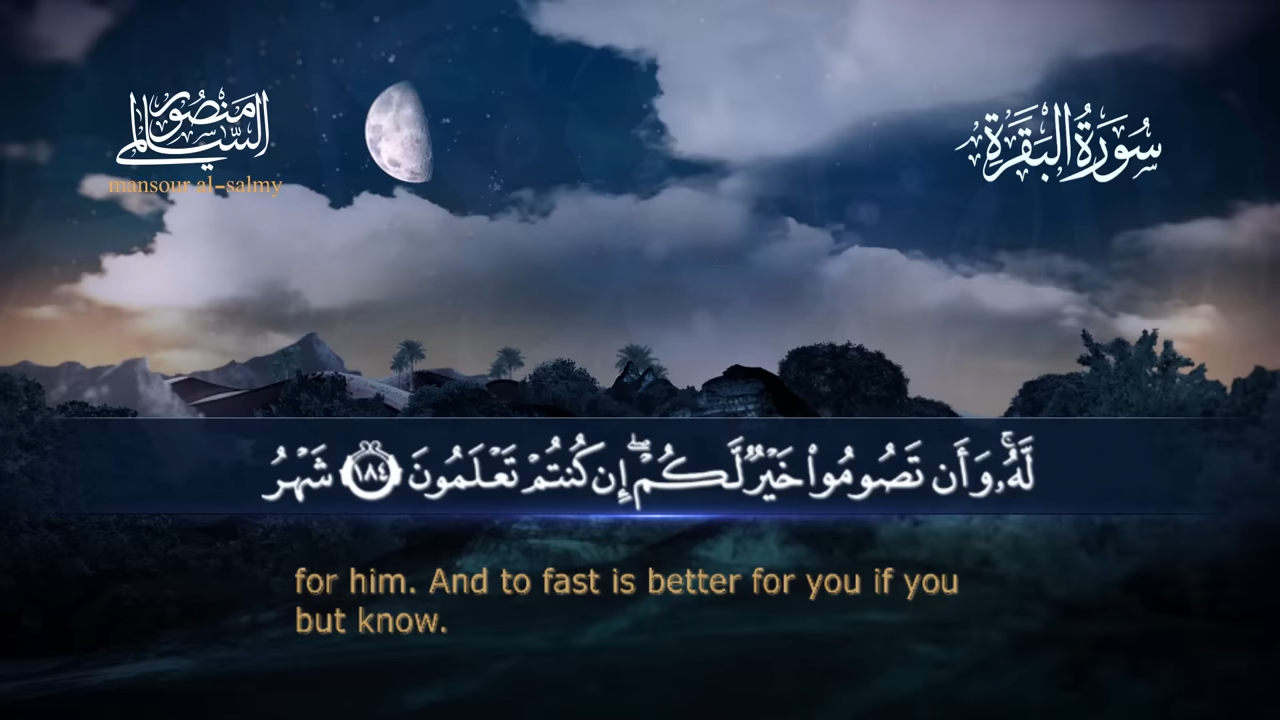 منصور
السالمي
mansour al-salmy
سُورَةُ البَقَرَةِ
لَّهُۥۚ وَأَن تَصُومُوا۟ خَيْرٌ لَّكُمْ ۖ إِن كُنتُمْ تَعْلَمُونَ ١٨٤ شَهْرُ
for him. And to fast is better for you if you
but know.